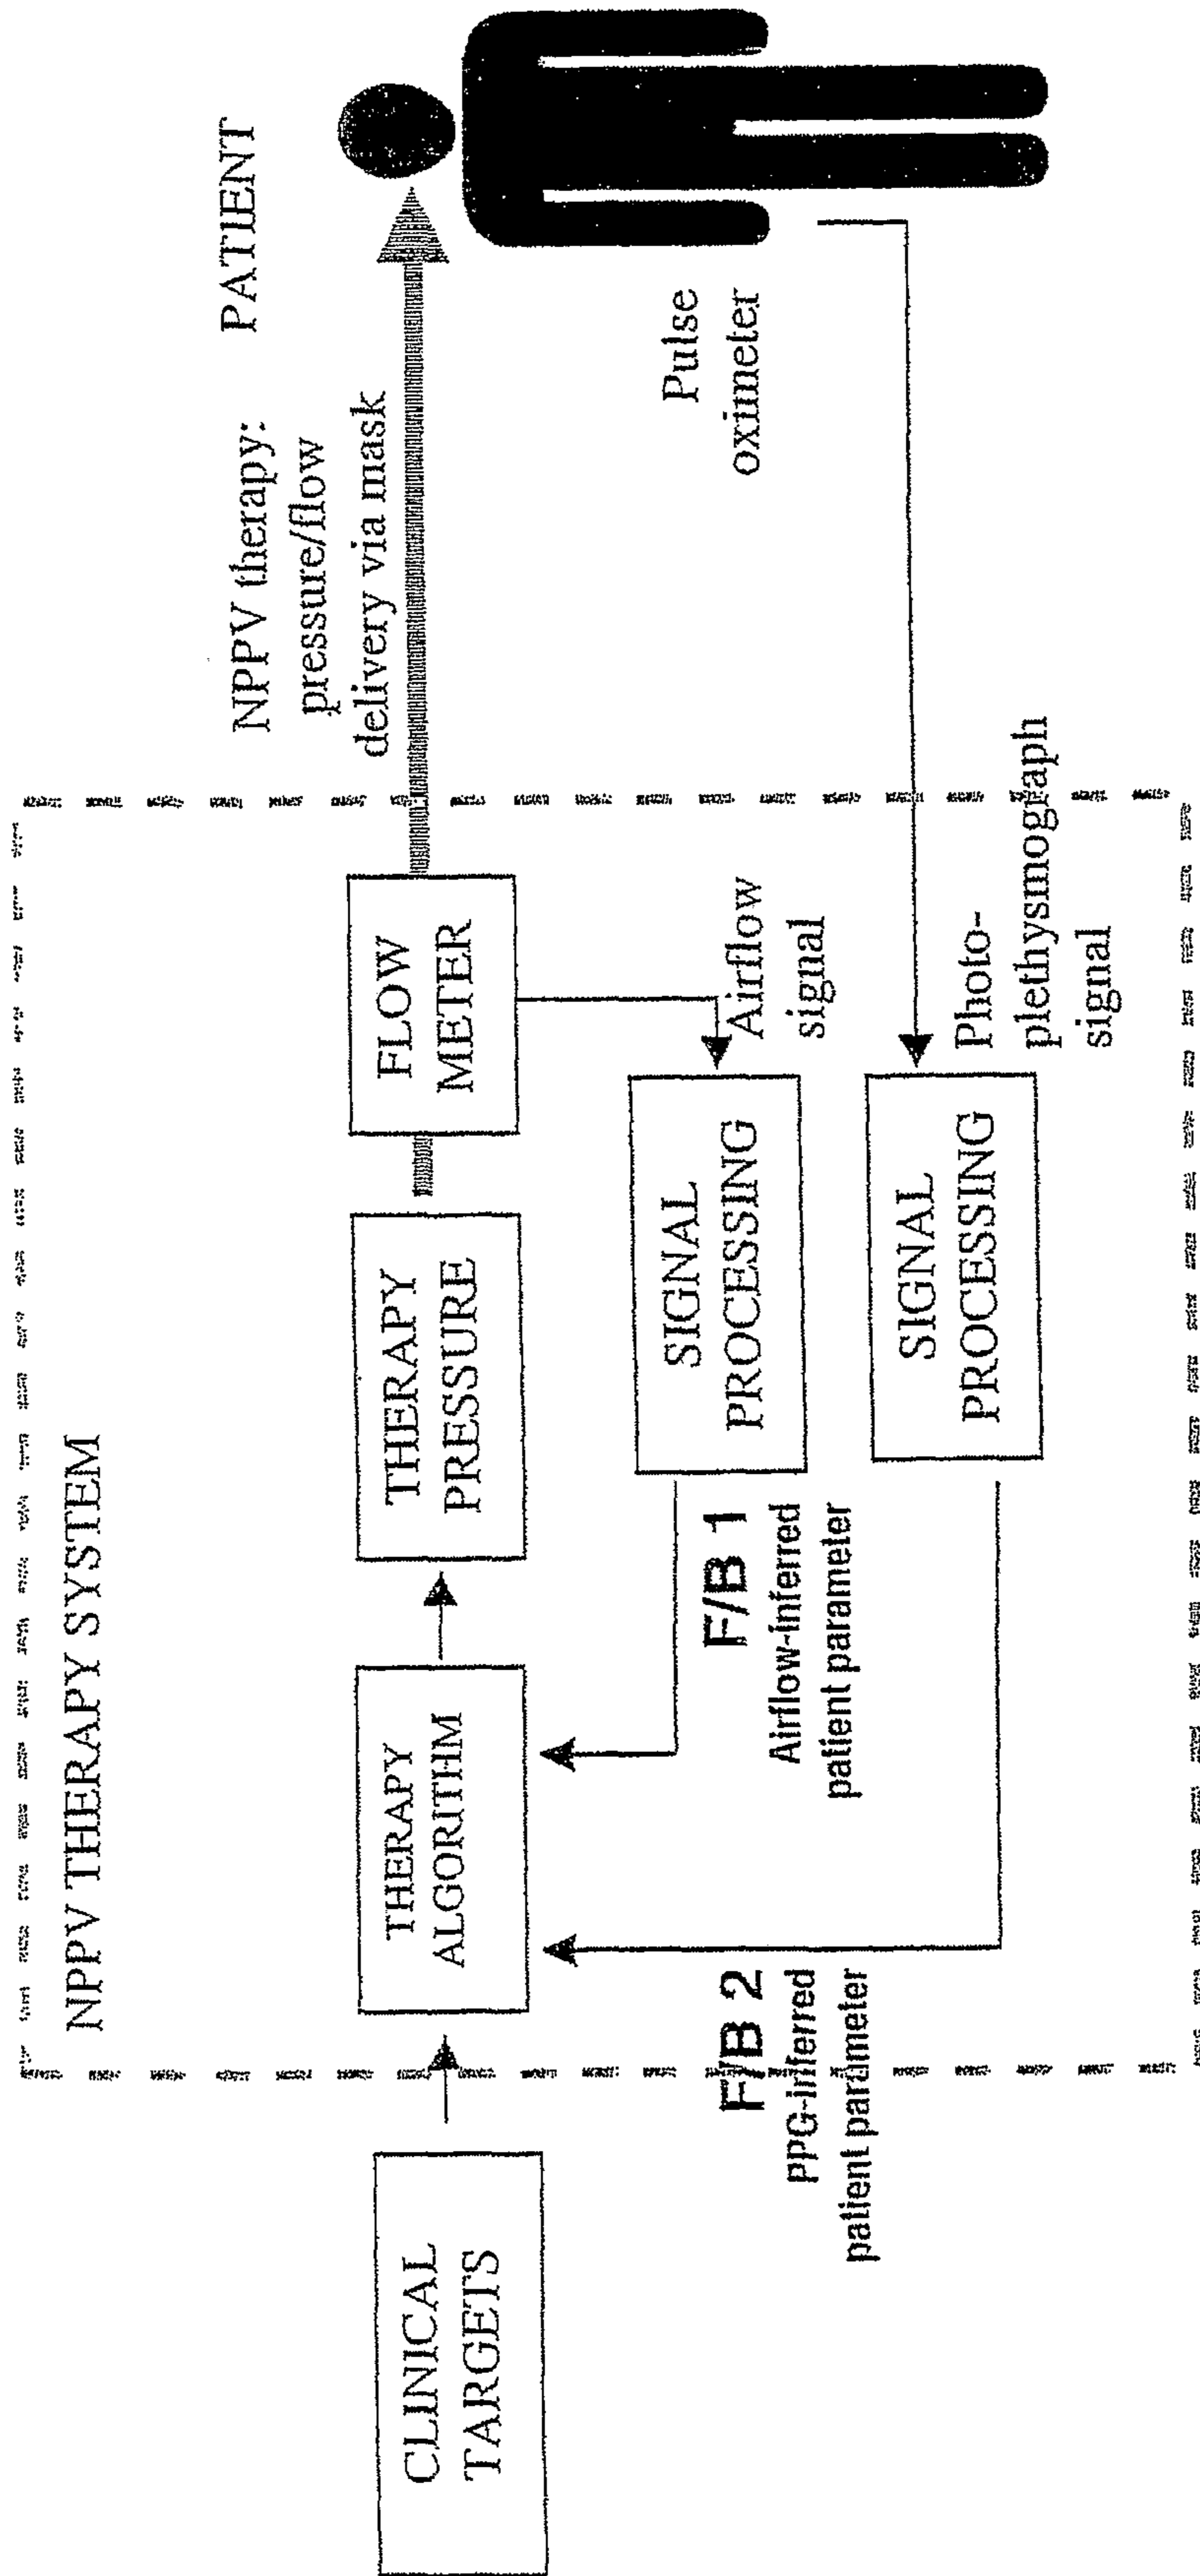 NPPV THERAPY SYSTEM
NPPV therapy:
pressure/flow
delivery via mask
PATIENT
CLINICAL
TARGETS
THERAPY
ALGORITHM
THERAPY
PRESSURE
FLOW
METER
Airflow
signal
SIGNAL
PROCESSING
F/B 1
Airflow-inferred
patient parameter
Pulse
oximeter
Photo-
plethysmograph
signal
SIGNAL
PROCESSING
F/B 2
PPG-inferred
patient parameter